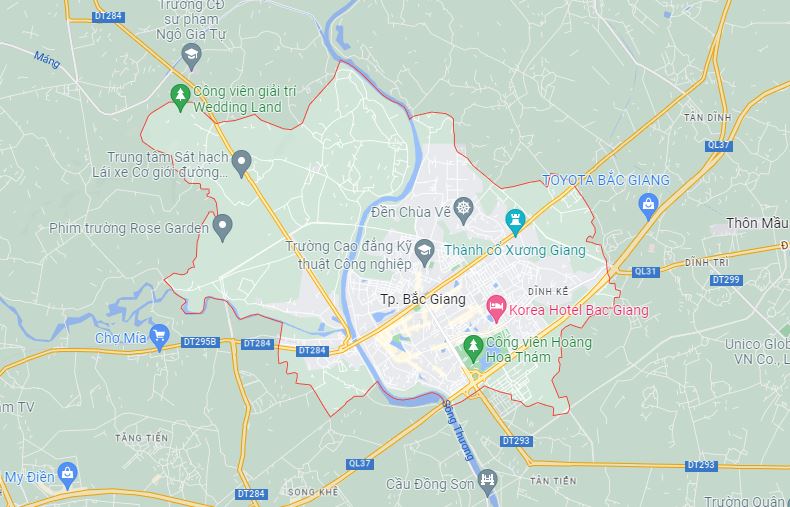 Trường CĐ
sư phạm
Ngô Gia Tự
DT284
Máng
Công viên giải trí
Wedding Land
TÂN DĨNH
QL37
Trung tâm Sát hạch
Lái xe Cơ giới đường...
TOYOTA BẮC GIANG
Đền Chùa Vẽ
Phim trường Rose Garden
Thôn Mầu
Thành cổ Xương Giang
Trường Cao đẳng Kỹ
thuật Công nghiệp
DĨNH TRÌ
QL31
DT299
DĨNH KẾ
Tp. Bắc Giang
Korea Hotel Bac Giang
Chợ Mía
DT295B
DT284
DT284
Công viên Hoàng
Hoa Thám
Unico Glob
VN Co., L
am TV
Sông Thương
TĂNG TIẾN
DT293
QL37
DT293
My Điền
Cầu Đồng Sơn
DT284
SONG KHÊ
Trường Quân